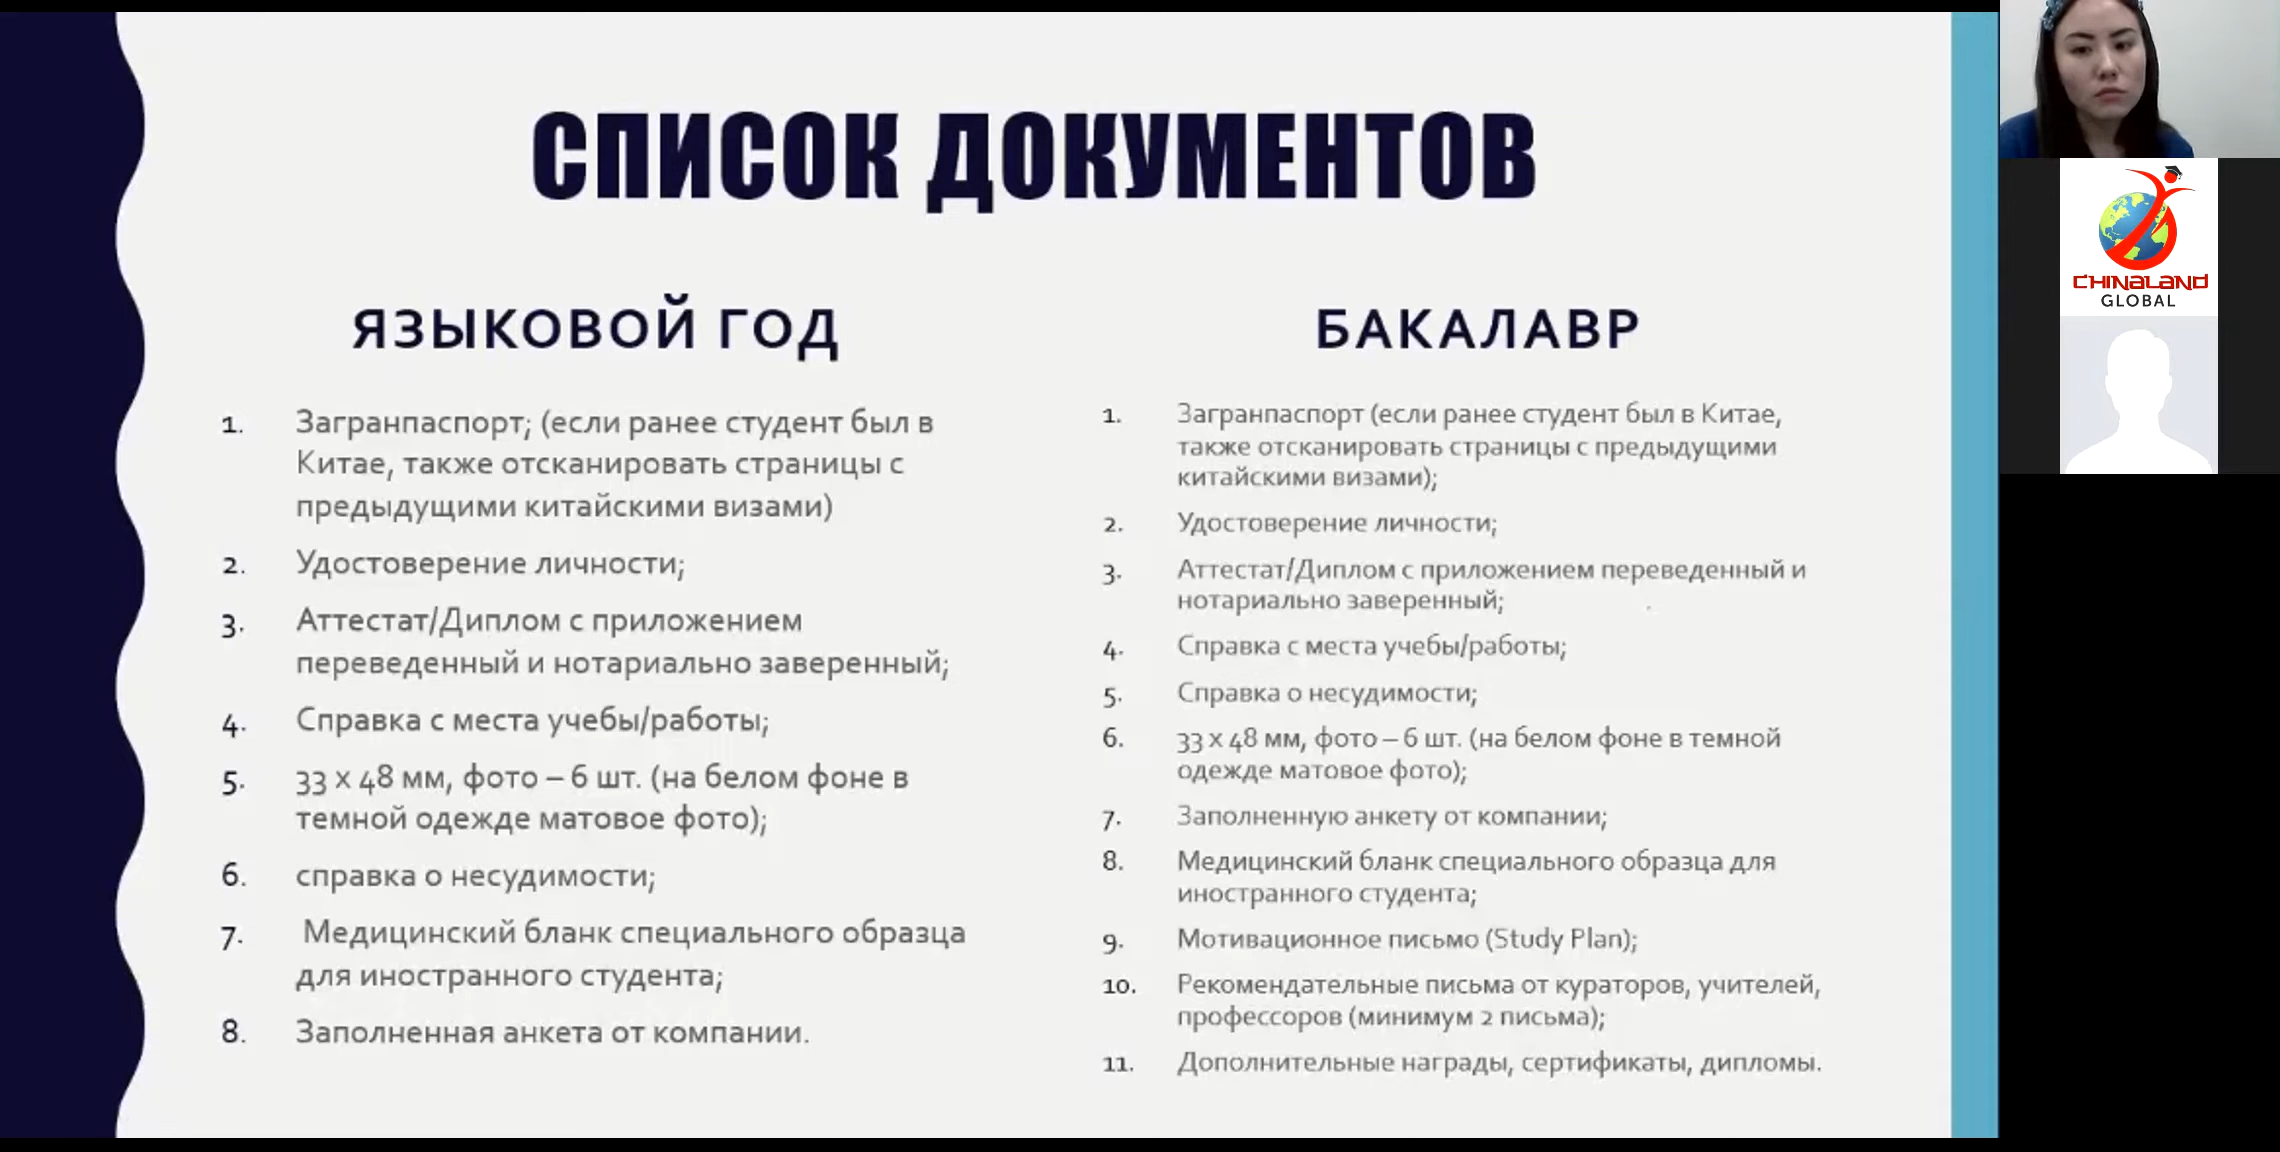 СПИСОК ДОКУМЕНТОВ
ЯЗЫКОВОЙ ГОД
1. Загранпаспорт; (если ранее студент был в
Китае, также отсканировать страницы с
предыдущими китайскими визами)
2. Удостоверение личности;
3. Аттестат/Диплом с приложением
переведенный и нотариально заверенный;
4. Справка с места учебы/работы;
5. 33 х 48 мм, фото – 6 шт. (на белом фоне в
темной одежде матовое фото);
6. справка о несудимости;
7. Медицинский бланк специального образца
для иностранного студента;
8. Заполненная анкета от компании.
БАКАЛАВР
1. Загранпаспорт (если ранее студент был в Китае,
также отсканировать страницы с предыдущими
китайскими визами);
2. Удостоверение личности;
3. Аттестат/Диплом с приложением переведенный и
нотариально заверенный;
4. Справка с места учебы/работы;
5. Справка о несудимости;
6. 33 х 48 мм, фото – 6 шт. (на белом фоне в темной
одежде матовое фото);
7. Заполненную анкету от компании;
8. Медицинский бланк специального образца для
иностранного студента;
9. Мотивационное письмо (Study Plan);
10. Рекомендательные письма от кураторов, учителей,
профессоров (минимум 2 письма);
11. Дополнительные награды, сертификаты, дипломы.
CHINALAND
GLOBAL